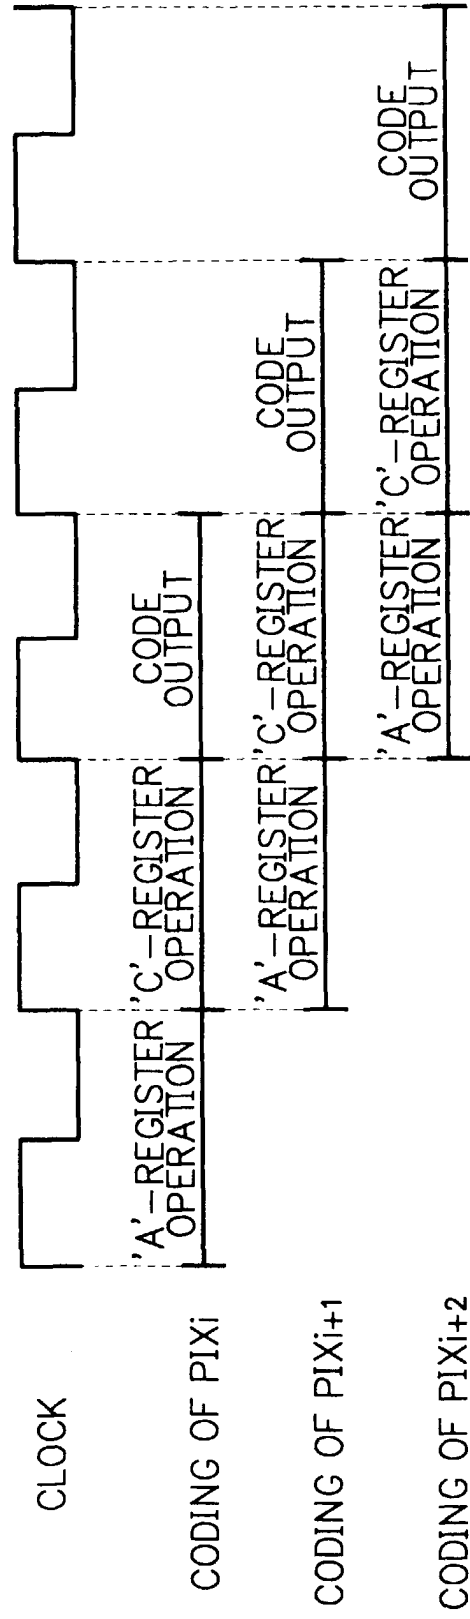 CLOCK
CODING OF PIXi
'A'-REGISTER
OPERATION
'C'-REGISTER
OPERATION
CODE
OUTPUT
CODING OF PIXi+1
'A'-REGISTER
OPERATION
'C'-REGISTER
OPERATION
CODE
OUTPUT
CODING OF PIXi+2
'A'-REGISTER
OPERATION
'C'-REGISTER
OPERATION
CODE
OUTPUT